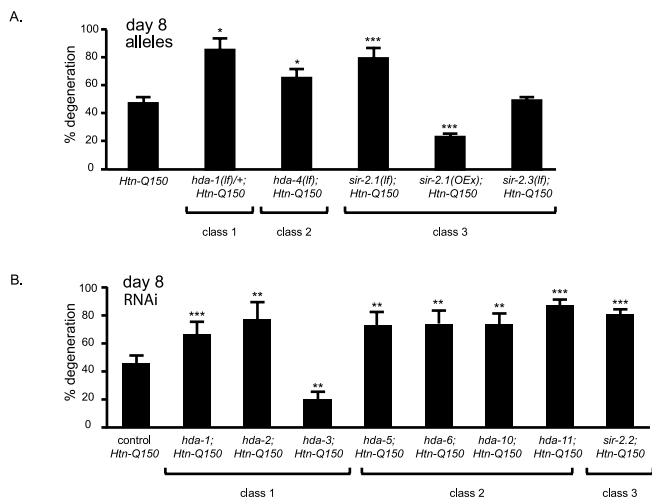 A.
day 8
alleles
% degeneration
100
80
60
40
20
0
* * *** ***
Htn-Q150
hda-1(lf)/+; hda-4(lf); sir-2.1(lf); sir-2.1(OEx); sir-2.3(lf);
Htn-Q150 Htn-Q150 Htn-Q150 Htn-Q150 Htn-Q150
class 1 class 2 class 3
B.
day 8
RNAi
% degeneration
100
80
60
40
20
0
*** ** ** ** ** ** *** ***
control hda-1; hda-2; hda-3; hda-5; hda-6; hda-10; hda-11; sir-2.2;
Htn-Q150 Htn-Q150 Htn-Q150 Htn-Q150 Htn-Q150 Htn-Q150 Htn-Q150 Htn-Q150 Htn-Q150
class 1 class 2 class 3